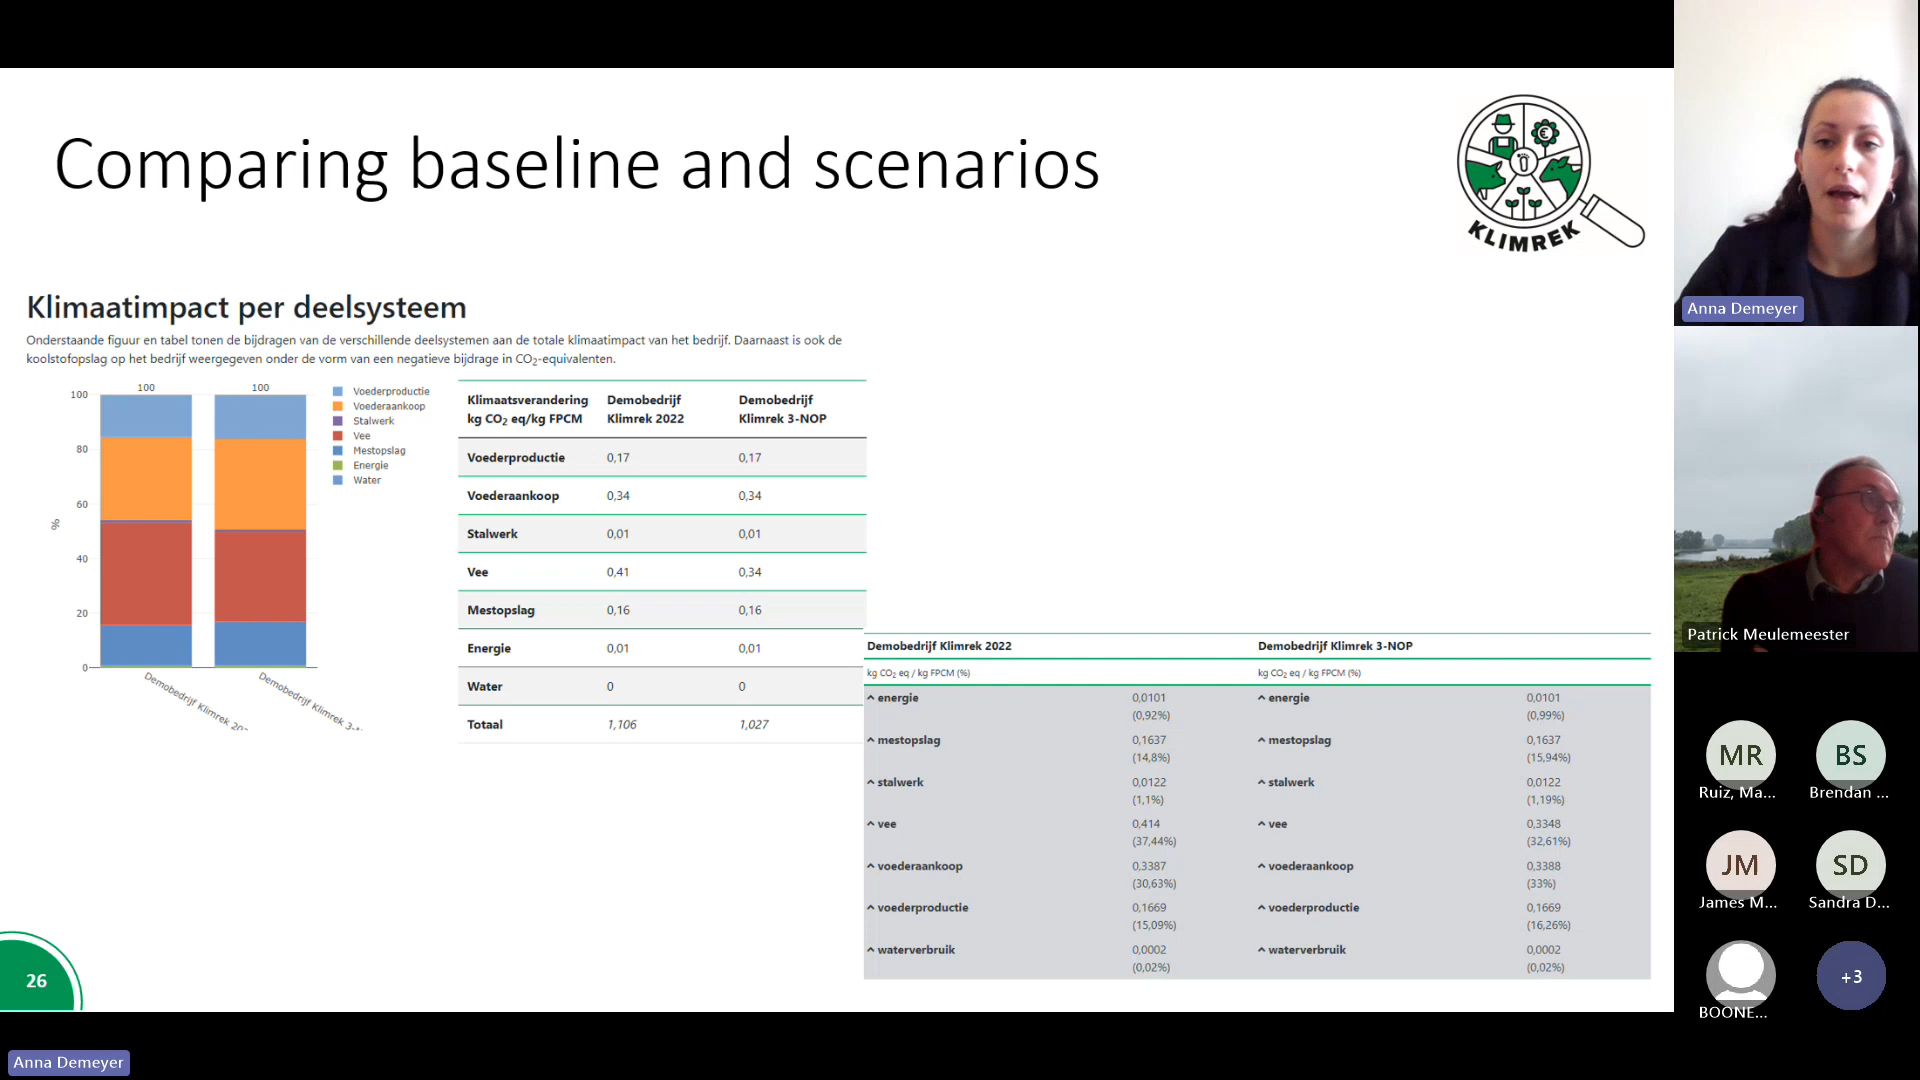 Comparing baseline and scenarios
KLIMREK
Klimaatimpact per deelsysteem
Onderstaande figuur en tabel tonen de bijdragen van de verschillende deelsystemen aan de totale klimaatimpact van het bedrijf. Daarnaast is ook de
koolstofopslag op het bedrijf weergegeven onder de vorm van een negatieve bijdrage in CO2-equivalenten.
100 100
100
80
60
40
20
0
%
Demobedrijf Klimrek 20...
Demobedrijf Klimrek 3-...
Voederproductie
Voederaankoop
Stalwerk
Vee
Mestopslag
Energie
Water
Klimaatsverandering Demobedrijf Demobedrijf
kg CO2 eq/kg FPCM Klimrek 2022 Klimrek 3-NOP
Voederproductie 0,17 0,17
Voederaankoop 0,34 0,34
Stalwerk 0,01 0,01
Vee 0,41 0,34
Mestopslag 0,16 0,16
Energie 0,01 0,01
Water 0 0
Totaal 1,106 1,027
Demobedrijf Klimrek 2022 Demobedrijf Klimrek 3-NOP
kg CO2 eq / kg FPCM (%) kg CO2 eq / kg FPCM (%)
energie 0,0101 energie 0,0101
(0,92%) (0,99%)
mestopslag 0,1637 mestopslag 0,1637
(14,8%) (15,94%)
stalwerk 0,0122 stalwerk 0,0122
(1,1%) (1,19%)
vee 0,414 vee 0,3348
(37,44%) (32,61%)
voederaankoop 0,3387 voederaankoop 0,3388
(30,63%) (33%)
voederproductie 0,1669 voederproductie 0,1669
(15,09%) (16,26%)
waterverbruik 0,0002 waterverbruik 0,0002
(0,02%) (0,02%)
26
Anna Demeyer
Anna Demeyer
Patrick Meulemeester
MR BS
Ruiz, Ma... Brendan ...
JM SD
James M... Sandra D...
+3
BOONE...